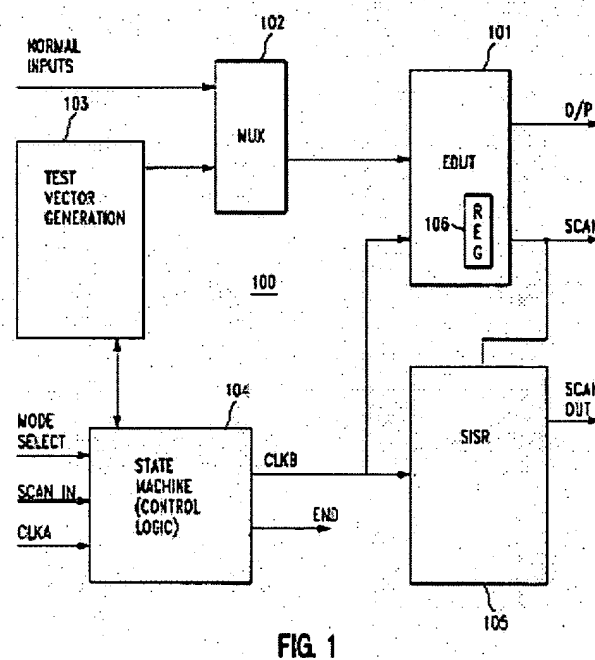 102
101
NORMAL
INPUTS
103
MUX
O/P
TEST
VECTOR
GENERATION
EDUT
106
REG
SCAN
100
104
MODE
SELECT
SCAN IN
CLKA
STATE
MACHINE
(CONTROL
LOGIC)
CLKB
END
SISR
SCAN
OUT
105
FIG. 1